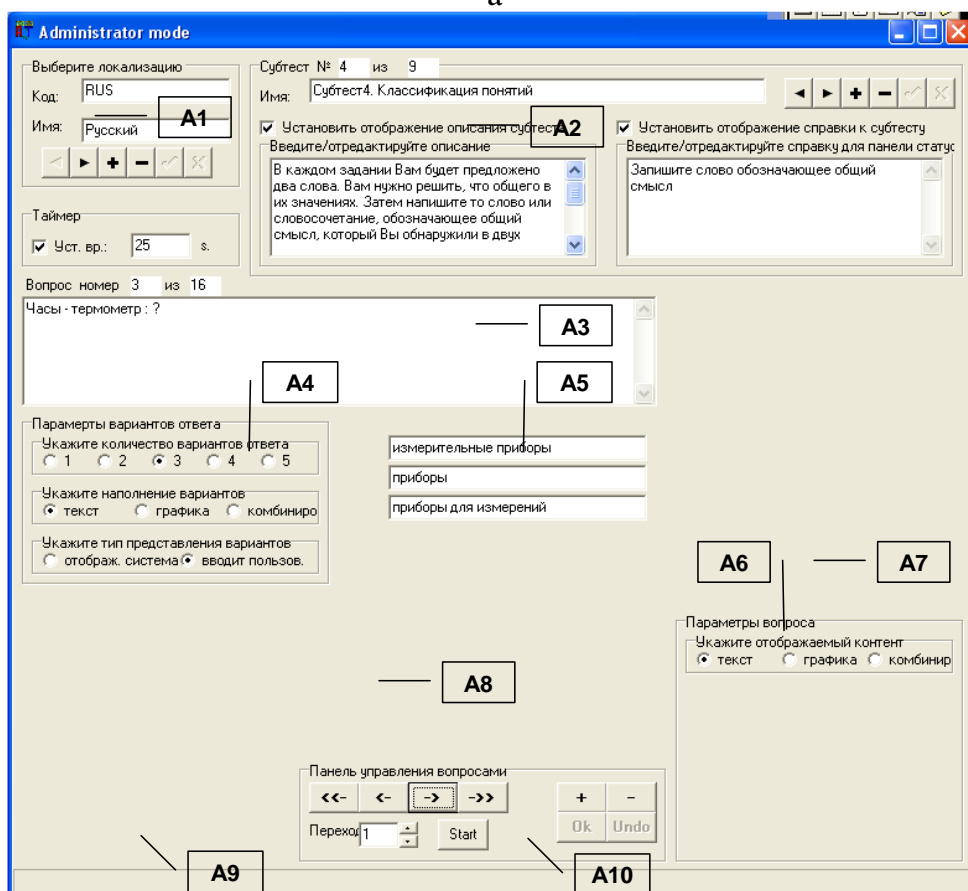 а
Administrator mode
Выберите локализацию
Код: RUS
Имя: Русский
A1
Субтест № 4 из 9
Имя: Субтест4. Классификация понятий
Установить отображение описания субтеста
A2
Установить отображение справки к субтесту
Введите/отредактируйте описание
Введите/отредактируйте справку для панели статус
В каждом задании Вам будет предложено
два слова. Вам нужно решить, что общего в
их значениях. Затем напишите то слово или
словосочетание, обозначающее общий
смысл, который Вы обнаружили в двух
Запишите слово обозначающее общий
смысл
Таймер
Уст. вр.: 25 s.
Вопрос номер 3 из 16
Часы - термометр : ?
A3
A4
A5
Парамерты вариантов ответа
Укажите количество вариантов ответа
1 2 3 4 5
Укажите наполнение вариантов
текст графика комбиниро
Укажите тип представления вариантов
отображ. система вводит пользов.
измерительные приборы
приборы
приборы для измерений
A6
A7
Параметры вопроса
Укажите отображаемый контент
текст графика комбинир
A8
Панель управления вопросами
<<- <- -> ->> + -
Переход 1 Start Ok Undo
A9
A10